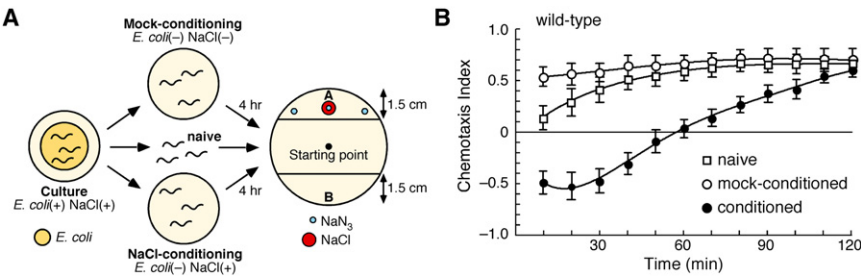 A
Mock-conditioning
E. coli(–) NaCl(–)
4 hr
A
1.5 cm
naive
Starting point
Culture
E. coli(+) NaCl(+)
4 hr
B
1.5 cm
E. coli
NaCl-conditioning
E. coli(–) NaCl(+)
NaN3
NaCl
B
wild-type
Chemotaxis Index
1.0
0.5
0
−0.5
−1.0
naive
mock-conditioned
conditioned
30 60 90 120
Time (min)